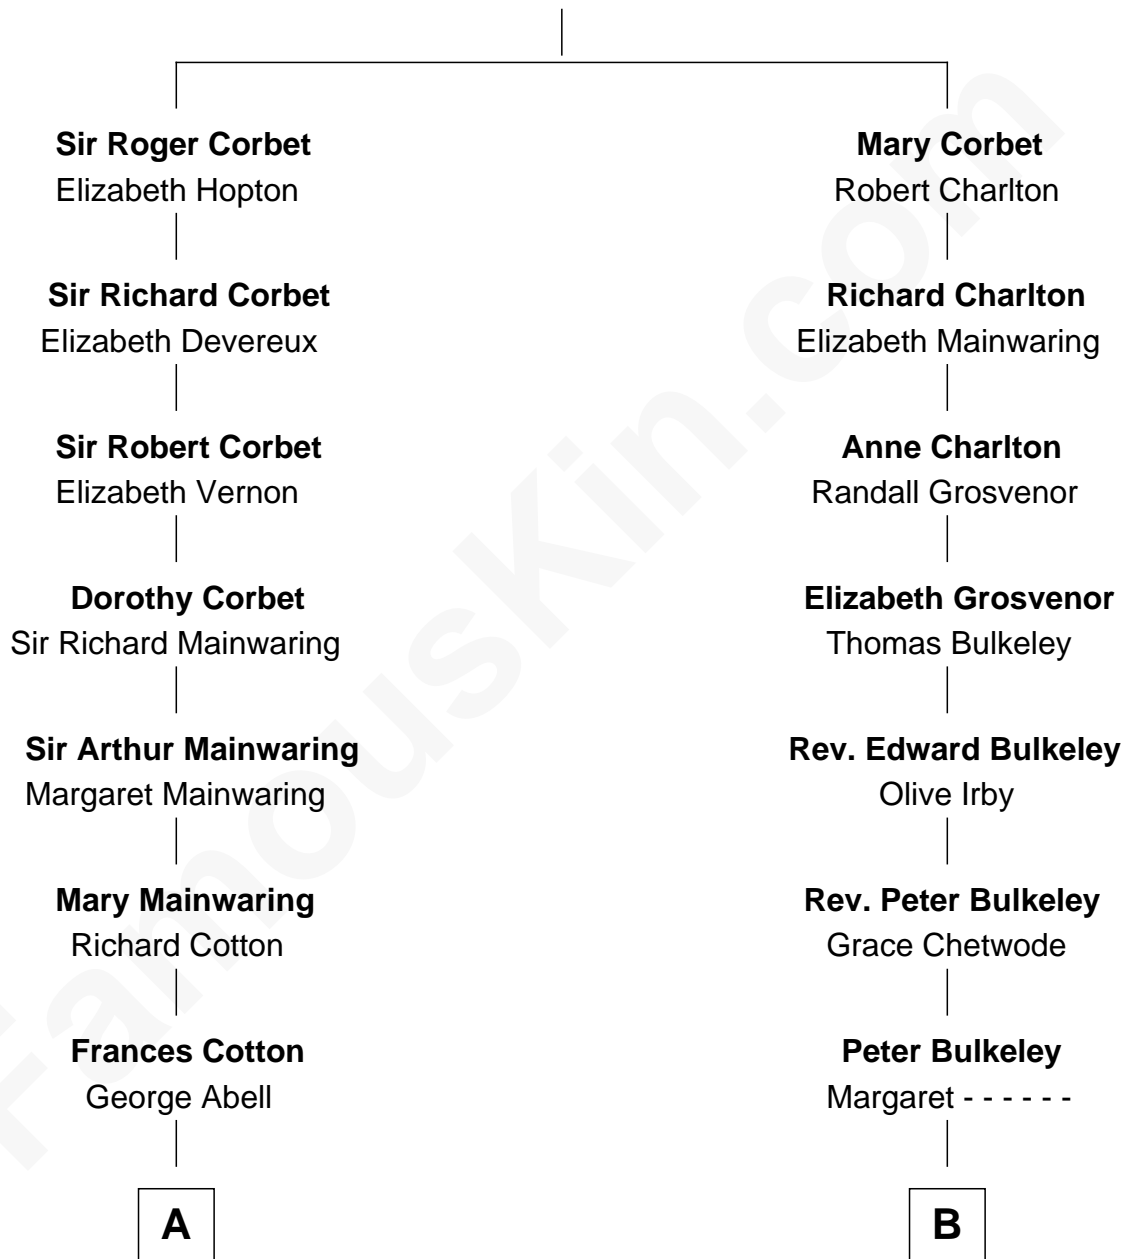 Sir Roger Corbet
Elizabeth Hopton
Sir Richard Corbet
Elizabeth Devereux
Sir Robert Corbet
Elizabeth Vernon
Dorothy Corbet
Sir Richard Mainwaring
Sir Arthur Mainwaring
Margaret Mainwaring
Mary Mainwaring
Richard Cotton
Frances Cotton
George Abell
A
Mary Corbet
Robert Charlton
Richard Charlton
Elizabeth Mainwaring
Anne Charlton
Randall Grosvenor
Elizabeth Grosvenor
Thomas Bulkeley
Rev. Edward Bulkeley
Olive Irby
Rev. Peter Bulkeley
Grace Chetwode
Peter Bulkeley
Margaret - - - - - -
B
FamousKin.com